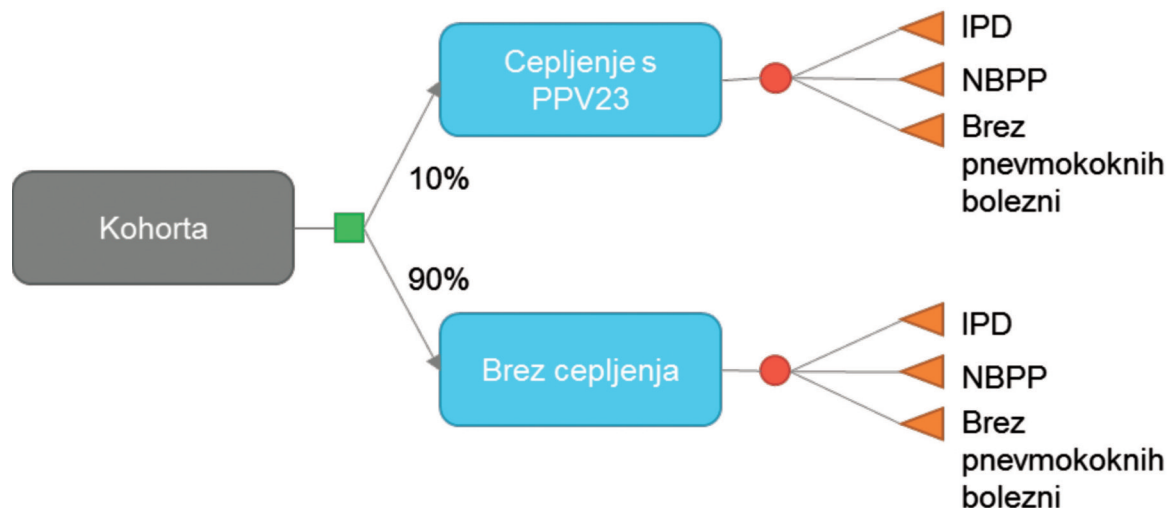 Kohorta
10%
90%
Cepljenje s
PPV23
IPD
NBPP
Brez
pnevmokoknih
bolezni
Brez cepljenja
IPD
NBPP
Brez
pnevmokoknih
bolezni